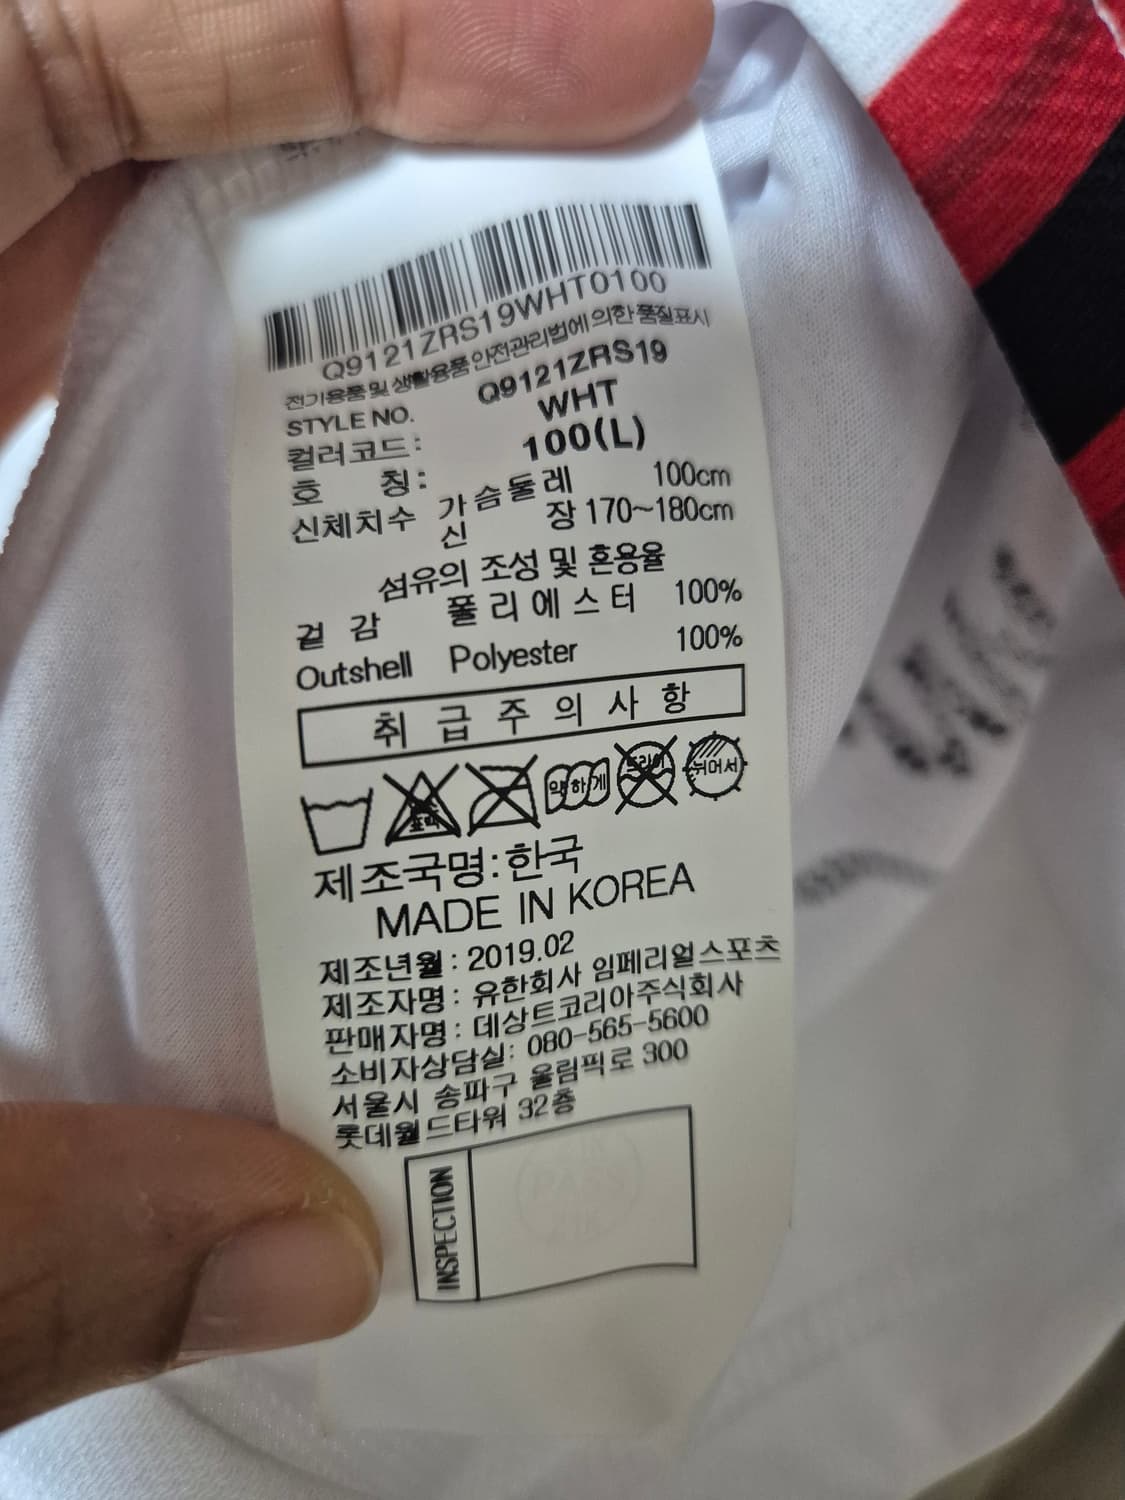 Q9121ZRS19WHT0100
전기용품 및 생활용품 안전관리법에 의한 품질표시
STYLE NO. Q9121ZRS19
컬러코드: WHT
호 칭: 100(L)
신체치수 가슴둘레 100cm
신 장 170~180cm
섬유의 조성 및 혼용율
겉 감 폴리에스터 100%
Outshell Polyester 100%
취급주의사항
표백
약하게
드라이
뉘어서
제조국명:한국
MADE IN KOREA
제조년월: 2019.02
제조자명: 유한회사 임페리얼스포츠
판매자명: 데상트코리아주식회사
소비자상담실: 080-565-5600
서울시 송파구 올림픽로 300
롯데월드타워 32층
INSPECTION
PASS